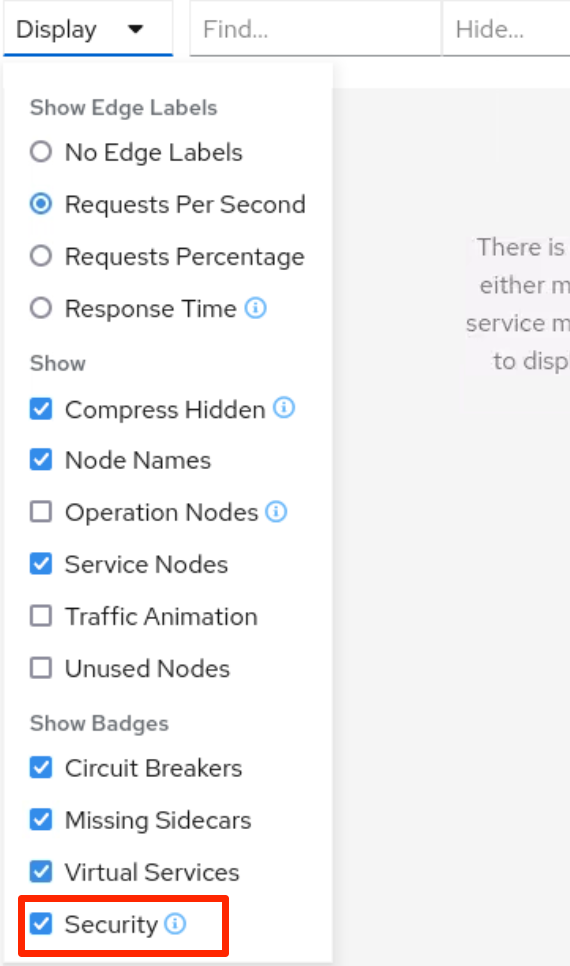 Display
Find...
Hide...
Show Edge Labels
No Edge Labels
Requests Per Second
Requests Percentage
Response Time
Show
Compress Hidden
Node Names
Operation Nodes
Service Nodes
Traffic Animation
Unused Nodes
Show Badges
Circuit Breakers
Missing Sidecars
Virtual Services
Security
There is
either m
service m
to disp